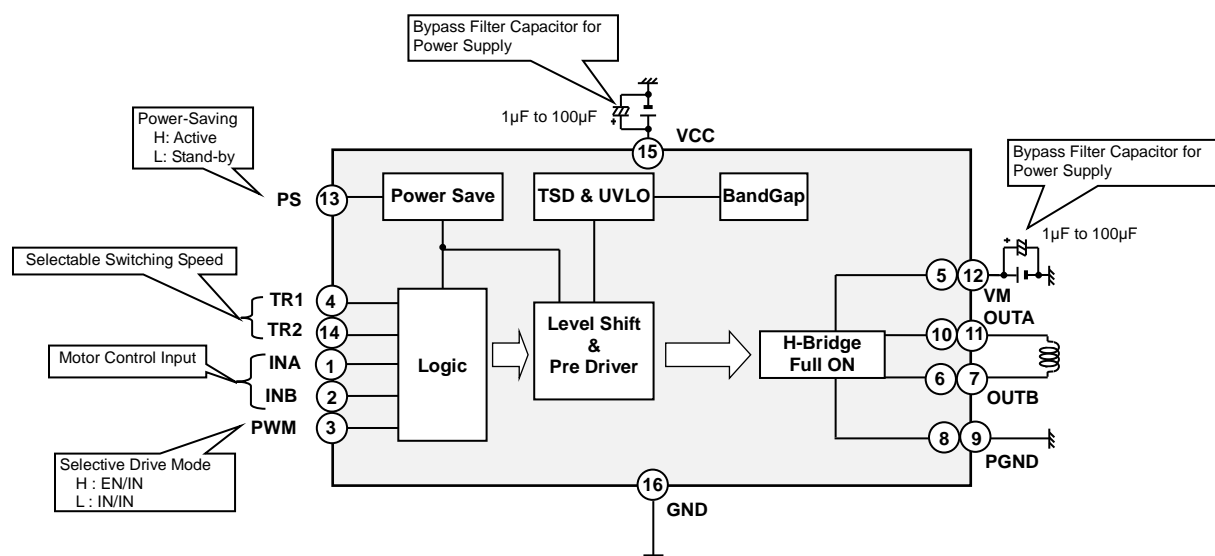 Bypass Filter Capacitor for
Power Supply
Power-Saving
H: Active
L: Stand-by
1µF to 100µF
VCC
15
Bypass Filter Capacitor for
Power Supply
PS
13
Power Save
TSD & UVLO
BandGap
1µF to 100µF
Selectable Switching Speed
5
12
VM
TR1
4
OUTA
TR2
14
Level Shift
&
Pre Driver
H-Bridge
Full ON
10
11
Motor Control Input
INA
1
Logic
6
7
INB
2
OUTB
PWM
3
8
9
PGND
Selective Drive Mode
H : EN/IN
L : IN/IN
16
GND